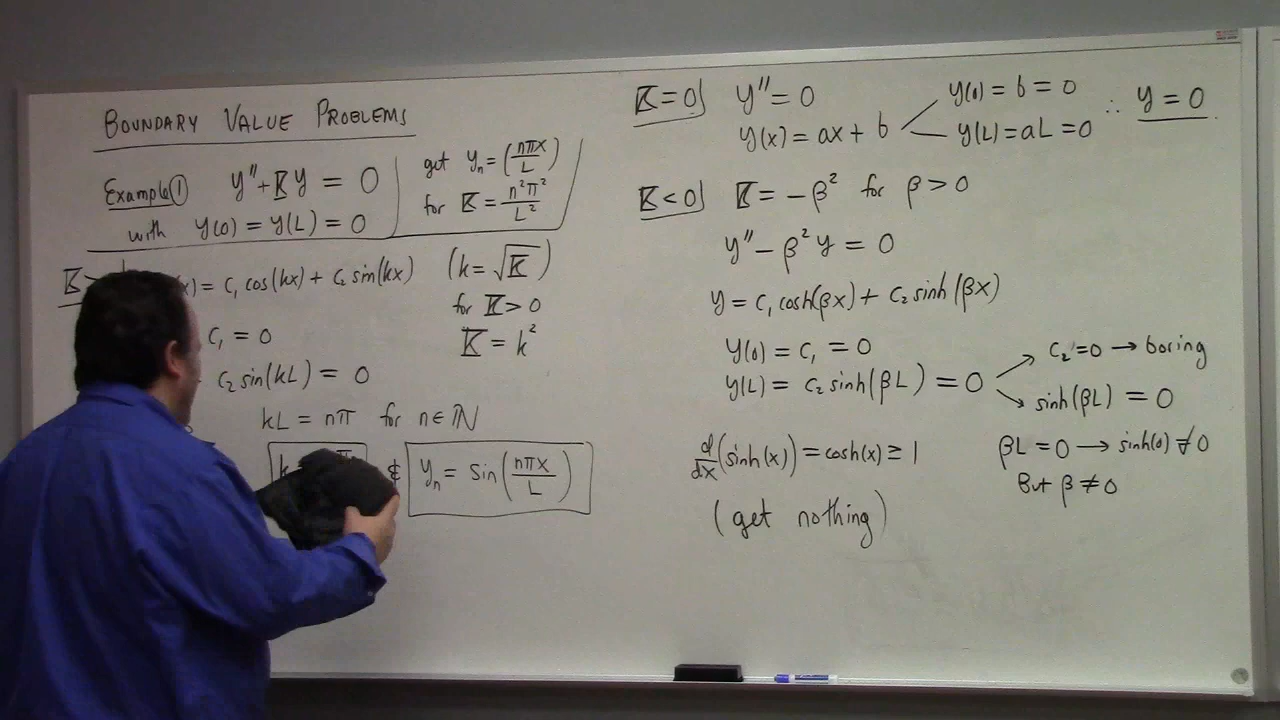 BOUNDARY VALUE PROBLEMS
Example ① y'' + K y = 0
with y(0) = y(L) = 0
get yₙ = (nπx/L)
for K = n²π²/L²
K >
x) = c₁ cos(kx) + c₂ sin(kx) (k = √K)
for K > 0
c₁ = 0
K = k²
c₂ sin(kL) = 0
kL = nπ for n ∈ ℕ
k & yₙ = sin(nπx/L)
K = 0 y'' = 0
y(x) = ax + b
y(0) = b = 0
y(L) = aL = 0
∴ y = 0
K < 0 K = -β² for β > 0
y'' - β² y = 0
y = c₁ cosh(βx) + c₂ sinh(βx)
y(0) = c₁ = 0
y(L) = c₂ sinh(βL) = 0
c₂ = 0 → boring
sinh(βL) = 0
βL = 0 → sinh(0) = 0
But β ≠ 0
d/dx (sinh(x)) = cosh(x) ≥ 1
(get nothing)